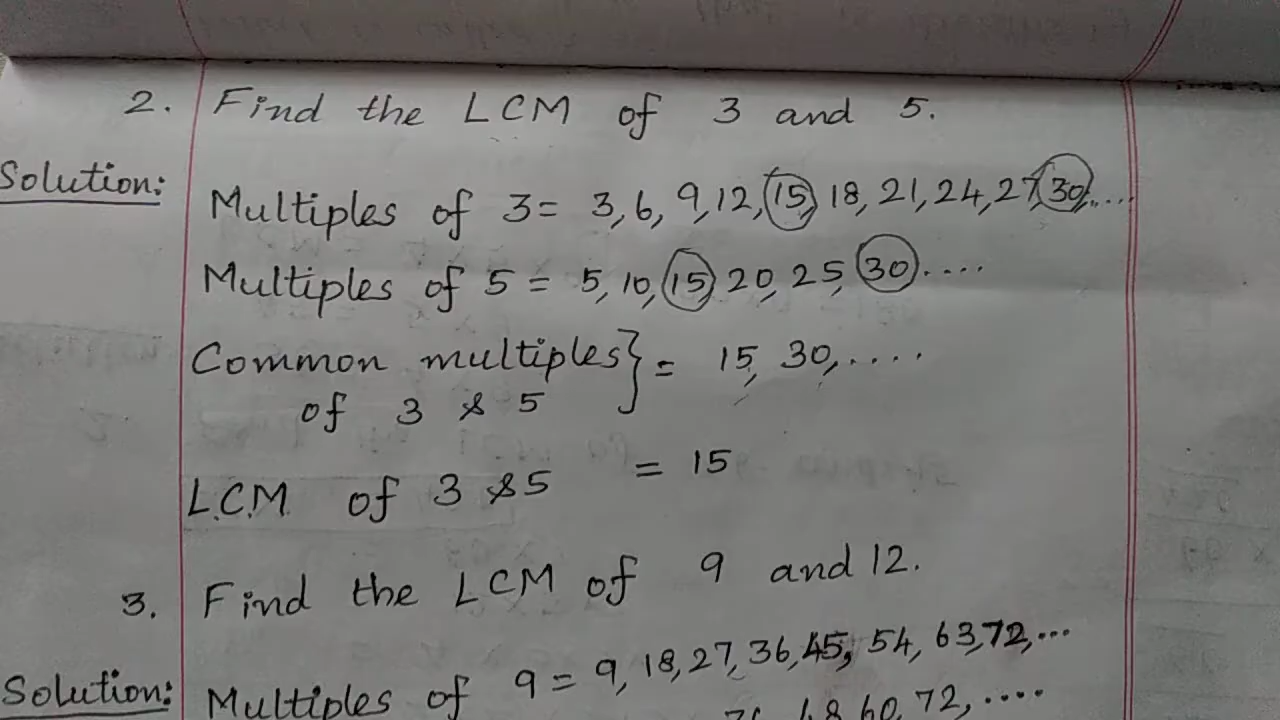 2. Find the LCM of 3 and 5.
Solution:
Multiples of 3 = 3, 6, 9, 12, 15, 18, 21, 24, 27, 30, ....
Multiples of 5 = 5, 10, 15, 20, 25, 30 ....
Common multiples } = 15, 30, ....
of 3 & 5
L.C.M. of 3 & 5 = 15
3. Find the LCM of 9 and 12.
Solution: Multiples of 9 = 9, 18, 27, 36, 45, 54, 63, 72, ...
60, 72, ....